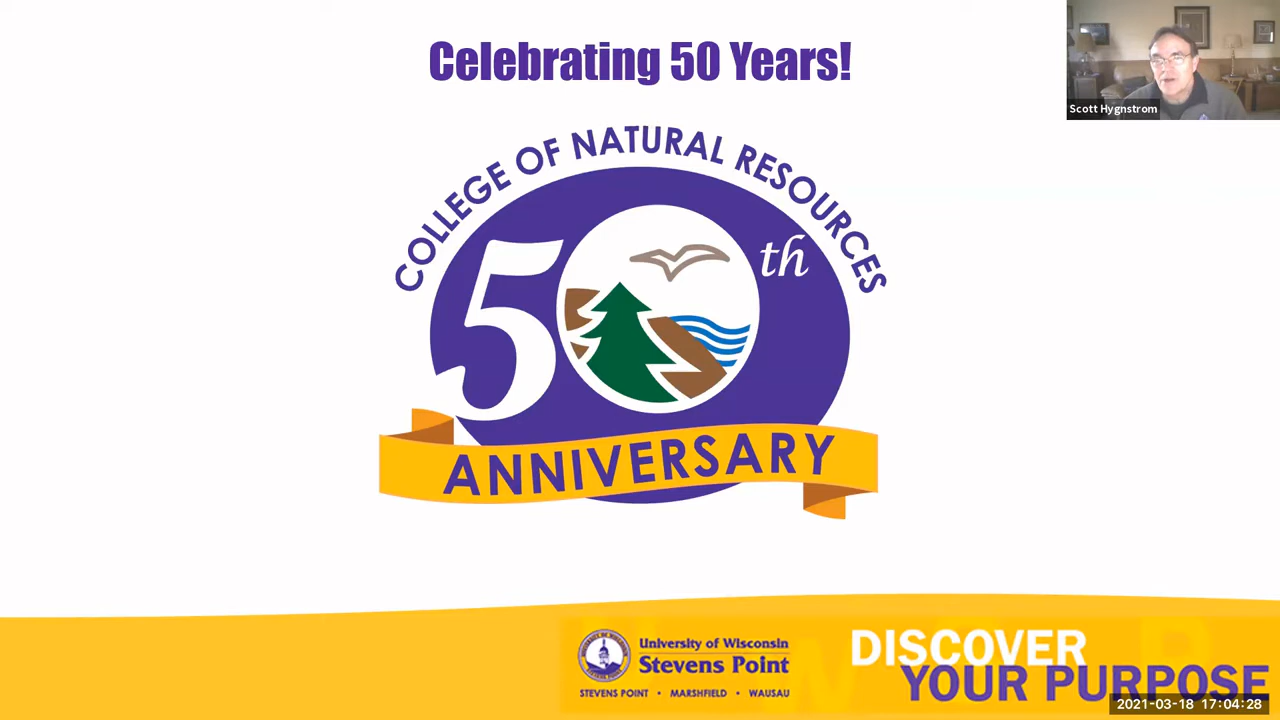 Celebrating 50 Years!
Scott Hygnstrom
COLLEGE OF NATURAL RESOURCES
50th
ANNIVERSARY
University of Wisconsin
Stevens Point
STEVENS POINT • MARSHFIELD • WAUSAU
DISCOVER
YOUR PURPOSE
2021-03-18 17:04:28